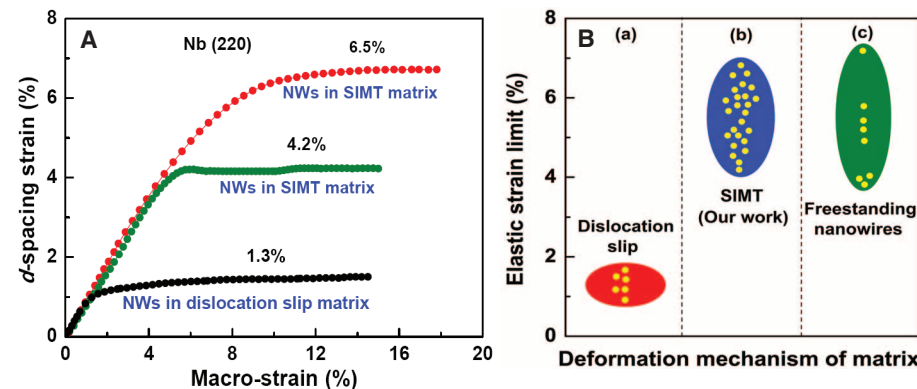 A
Nb (220)
6.5%
NWs in SIMT matrix
4.2%
NWs in SIMT matrix
1.3%
NWs in dislocation slip matrix
d-spacing strain (%)
8
6
4
2
0
0 4 8 12 16 20
Macro-strain (%)
B
(a) (b) (c)
Elastic strain limit (%)
8
6
4
2
0
Dislocation
slip
SIMT
(Our work)
Freestanding
nanowires
Deformation mechanism of matrix